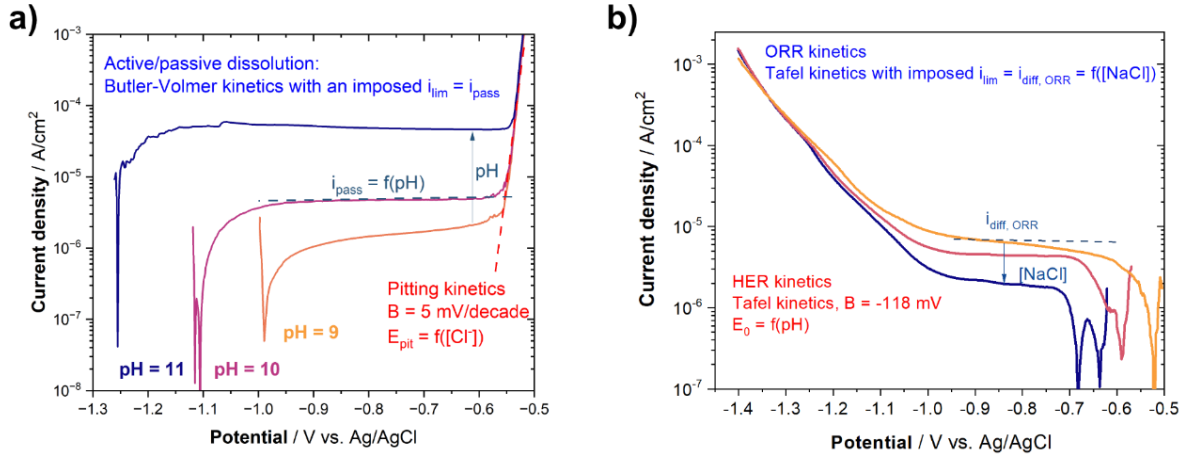 a)
Active/passive dissolution:
Butler-Volmer kinetics with an imposed i_lim = i_pass
i_pass = f(pH)
pH
Pitting kinetics
B = 5 mV/decade
E_pit = f([Cl⁻])
pH = 9
pH = 11
pH = 10
10⁻³
10⁻⁴
10⁻⁵
10⁻⁶
10⁻⁷
10⁻⁸
Current density / A/cm²
−1.3 −1.2 −1.1 −1.0 −0.9 −0.8 −0.7 −0.6 −0.5
Potential / V vs. Ag/AgCl
b)
ORR kinetics
Tafel kinetics with imposed i_lim = i_diff, ORR = f([NaCl])
i_diff, ORR
[NaCl]
HER kinetics
Tafel kinetics, B = -118 mV
E_0 = f(pH)
10⁻³
10⁻⁴
10⁻⁵
10⁻⁶
10⁻⁷
Current density / A/cm²
-1.4 -1.3 -1.2 -1.1 -1.0 -0.9 -0.8 -0.7 -0.6 -0.5
Potential / V vs. Ag/AgCl